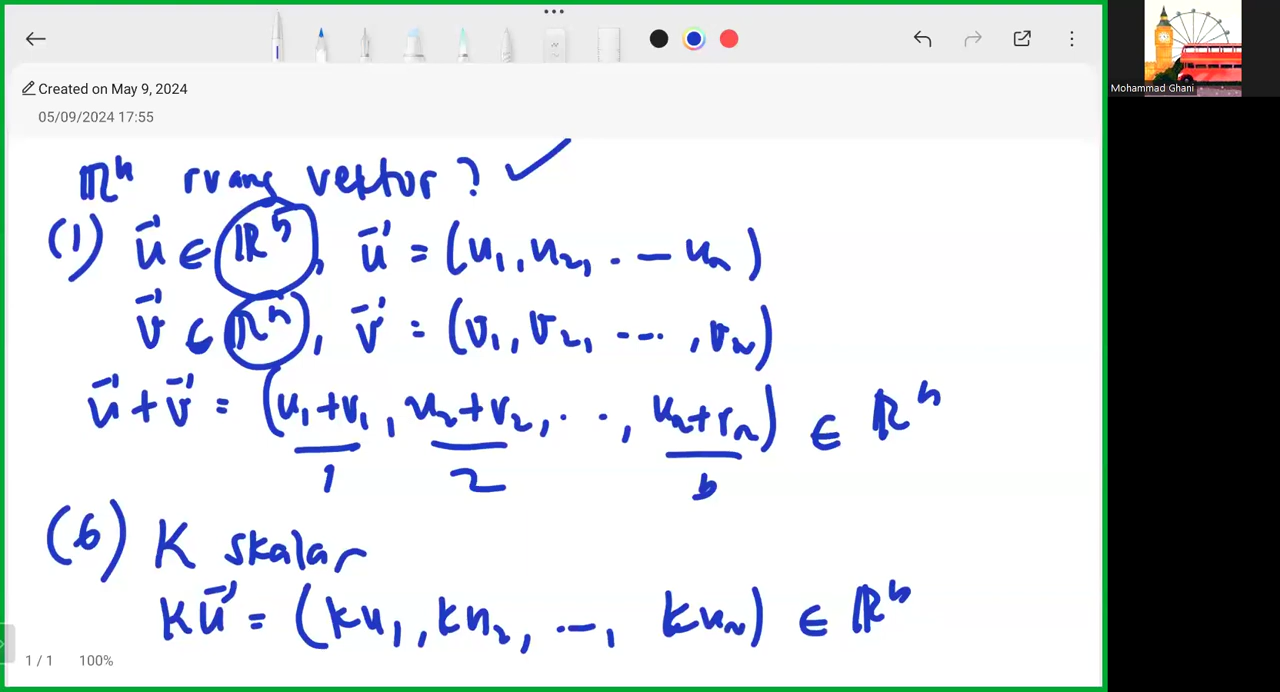 Created on May 9, 2024
05/09/2024 17:55
Mohammad Ghani
ℝⁿ ruang vektor ? ✓
(1) u⃗ ∈ ℝⁿ, u⃗ = (u₁, u₂, ... uₙ)
v⃗ ∈ ℝⁿ, v⃗ = (v₁, v₂, ..., vₙ)
u⃗ + v⃗ = (u₁+v₁, u₂+v₂, .., uₙ+vₙ) ∈ ℝⁿ
1 2 n
(6) K skalar
Ku⃗ = (ku₁, ku₂, ..., kuₙ) ∈ ℝⁿ
1 / 1 100%